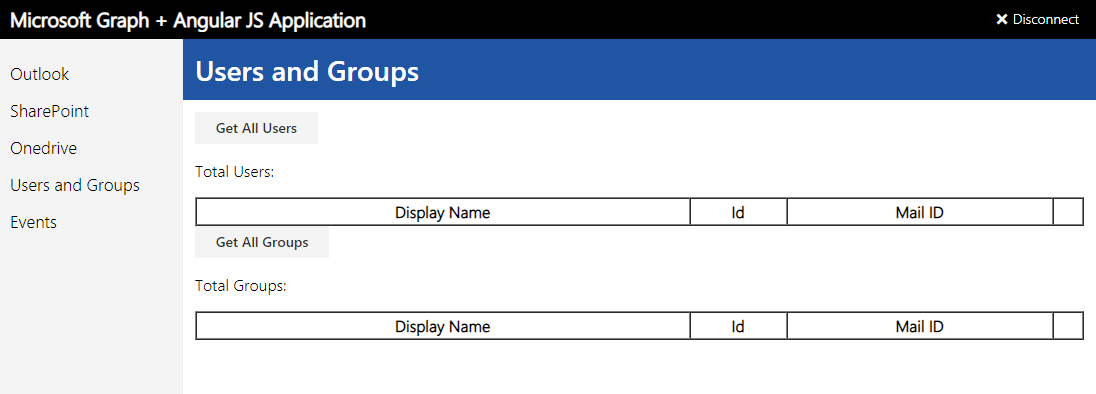 Microsoft Graph + Angular JS Application
✕ Disconnect
Outlook
SharePoint
Onedrive
Users and Groups
Events
Users and Groups
Get All Users
Total Users:
Display Name Id Mail ID
Get All Groups
Total Groups:
Display Name Id Mail ID